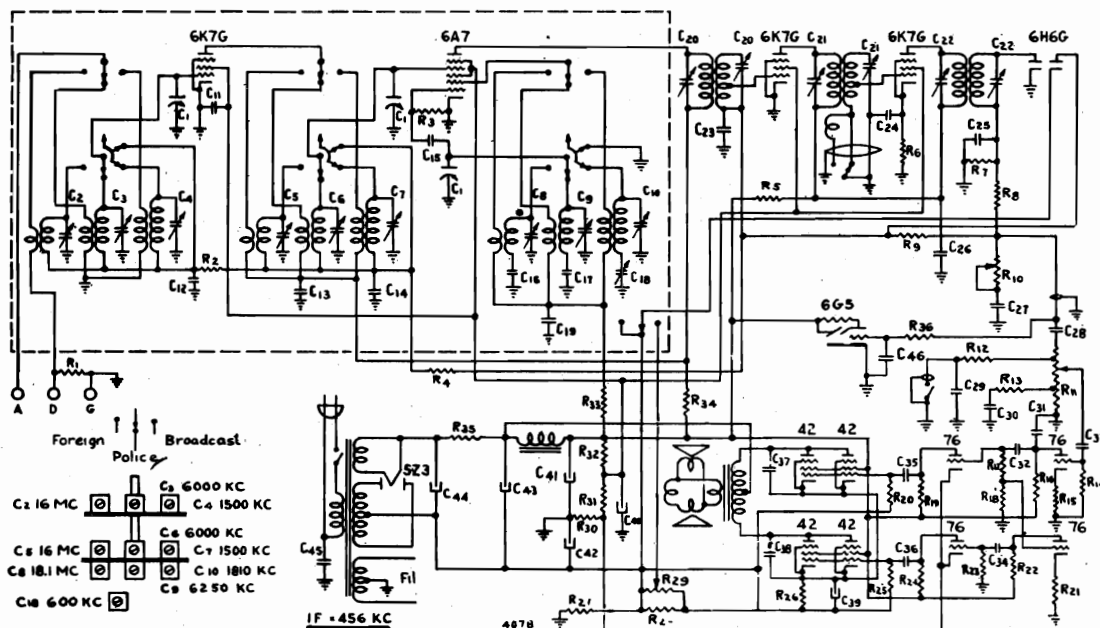 6K7G
6A7
C20
C20
6K7G
C21
C21
6K7G
C22
C22
6H6G
C11
C1
C1
R3
C15
C1
C23
C24
R6
C25
R7
R8
C2
C3
C4
C5
C6
C7
C8
C9
C10
R5
R2
C12
C13
C14
C16
C17
C18
C19
R9
C26
R10
C27
6G5
R36
C28
R1
A
D
G
R4
R33
R34
C46
R12
C29
C30
R13
R11
C31
Foreign
Police
Broadcast
R35
5Z3
C44
C43
C41
C42
R32
R31
R30
C40
C45
Fil
42
42
C37
C35
R20
R19
76
C32
R18
R16
76
R15
R14
C2 16 MC
C3 6000 KC
C4 1500 KC
C6 6000 KC
C5 16 MC
C7 1500 KC
C8 18.1 MC
C10 1810 KC
C9 6250 KC
C18 600 KC
IF = 456 KC
4078
R29
R27
42
42
C38
C36
R26
C39
R25
R24
76
R23
C34
R22
76
R21